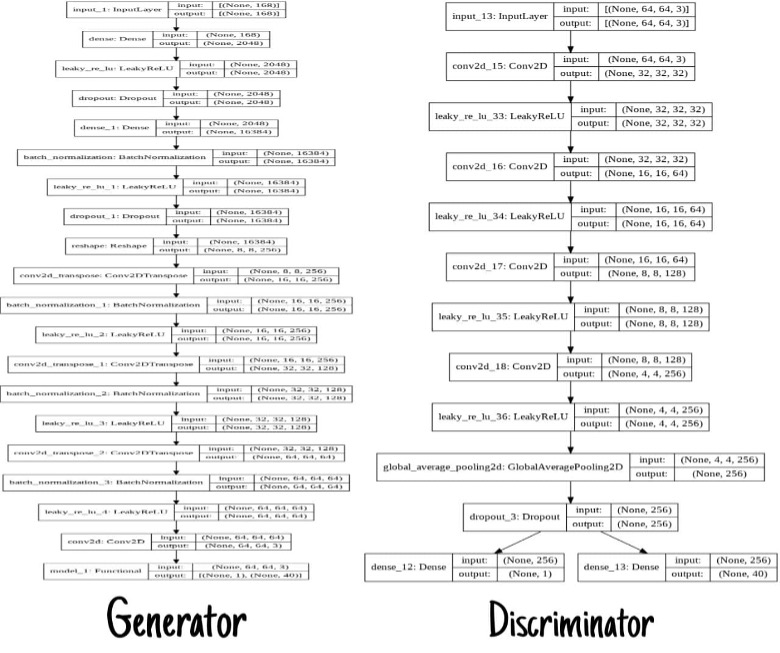 input_1: InputLayer input: [(None, 168)]
output: [(None, 168)]
dense: Dense input: (None, 168)
output: (None, 2048)
leaky_re_lu: LeakyReLU input: (None, 2048)
output: (None, 2048)
dropout: Dropout input: (None, 2048)
output: (None, 2048)
dense_1: Dense input: (None, 2048)
output: (None, 16384)
batch_normalization: BatchNormalization input: (None, 16384)
output: (None, 16384)
leaky_re_lu_1: LeakyReLU input: (None, 16384)
output: (None, 16384)
dropout_1: Dropout input: (None, 16384)
output: (None, 16384)
reshape: Reshape input: (None, 16384)
output: (None, 8, 8, 256)
conv2d_transpose: Conv2DTranspose input: (None, 8, 8, 256)
output: (None, 16, 16, 256)
batch_normalization_1: BatchNormalization input: (None, 16, 16, 256)
output: (None, 16, 16, 256)
leaky_re_lu_2: LeakyReLU input: (None, 16, 16, 256)
output: (None, 16, 16, 256)
conv2d_transpose_1: Conv2DTranspose input: (None, 16, 16, 256)
output: (None, 32, 32, 128)
batch_normalization_2: BatchNormalization input: (None, 32, 32, 128)
output: (None, 32, 32, 128)
leaky_re_lu_3: LeakyReLU input: (None, 32, 32, 128)
output: (None, 32, 32, 128)
conv2d_transpose_2: Conv2DTranspose input: (None, 32, 32, 128)
output: (None, 64, 64, 64)
batch_normalization_3: BatchNormalization input: (None, 64, 64, 64)
output: (None, 64, 64, 64)
leaky_re_lu_4: LeakyReLU input: (None, 64, 64, 64)
output: (None, 64, 64, 64)
conv2d: Conv2D input: (None, 64, 64, 64)
output: (None, 64, 64, 3)
model_1: Functional input: (None, 64, 64, 3)
output: [(None, 1), (None, 40)]
Generator
input_13: InputLayer input: [(None, 64, 64, 3)]
output: [(None, 64, 64, 3)]
conv2d_15: Conv2D input: (None, 64, 64, 3)
output: (None, 32, 32, 32)
leaky_re_lu_33: LeakyReLU input: (None, 32, 32, 32)
output: (None, 32, 32, 32)
conv2d_16: Conv2D input: (None, 32, 32, 32)
output: (None, 16, 16, 64)
leaky_re_lu_34: LeakyReLU input: (None, 16, 16, 64)
output: (None, 16, 16, 64)
conv2d_17: Conv2D input: (None, 16, 16, 64)
output: (None, 8, 8, 128)
leaky_re_lu_35: LeakyReLU input: (None, 8, 8, 128)
output: (None, 8, 8, 128)
conv2d_18: Conv2D input: (None, 8, 8, 128)
output: (None, 4, 4, 256)
leaky_re_lu_36: LeakyReLU input: (None, 4, 4, 256)
output: (None, 4, 4, 256)
global_average_pooling2d: GlobalAveragePooling2D input: (None, 4, 4, 256)
output: (None, 256)
dropout_3: Dropout input: (None, 256)
output: (None, 256)
dense_12: Dense input: (None, 256)
output: (None, 1)
dense_13: Dense input: (None, 256)
output: (None, 40)
Discriminator